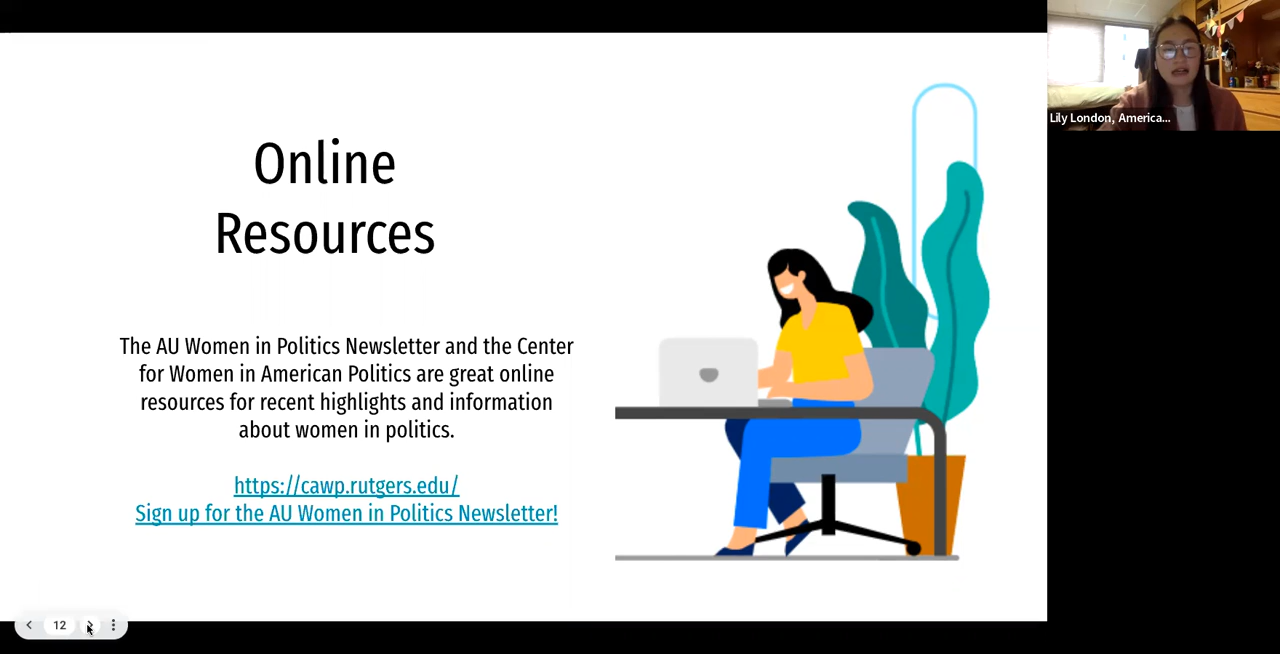 Online
Resources
The AU Women in Politics Newsletter and the Center
for Women in American Politics are great online
resources for recent highlights and information
about women in politics.
https://cawp.rutgers.edu/
Sign up for the AU Women in Politics Newsletter!
Lily London, America...
12